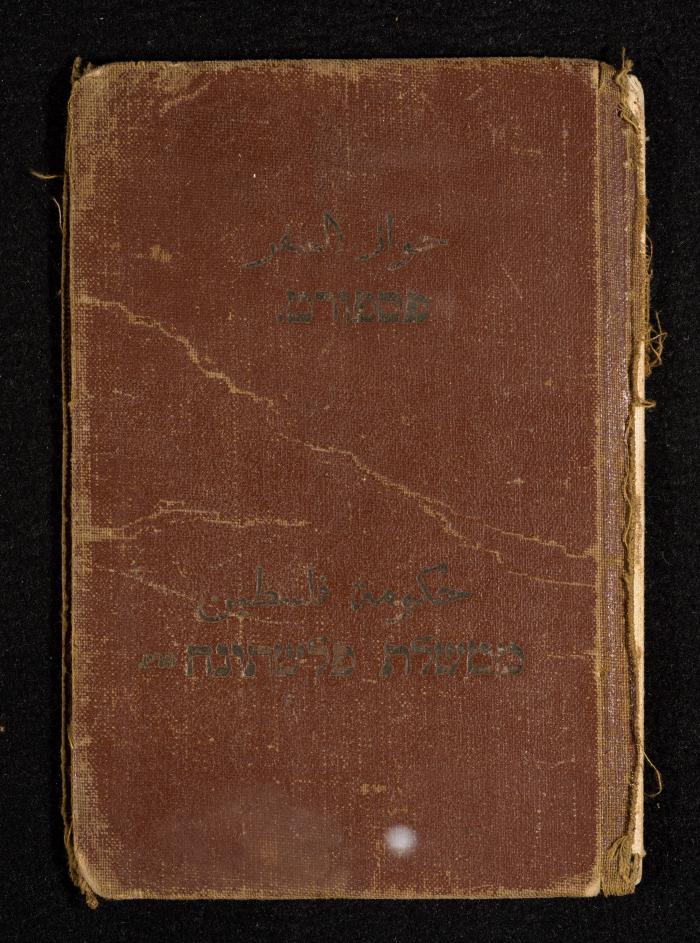 جواز السفر
פספורט.
حكومة فلسطين
ממשלת פלשתינה (א״י)